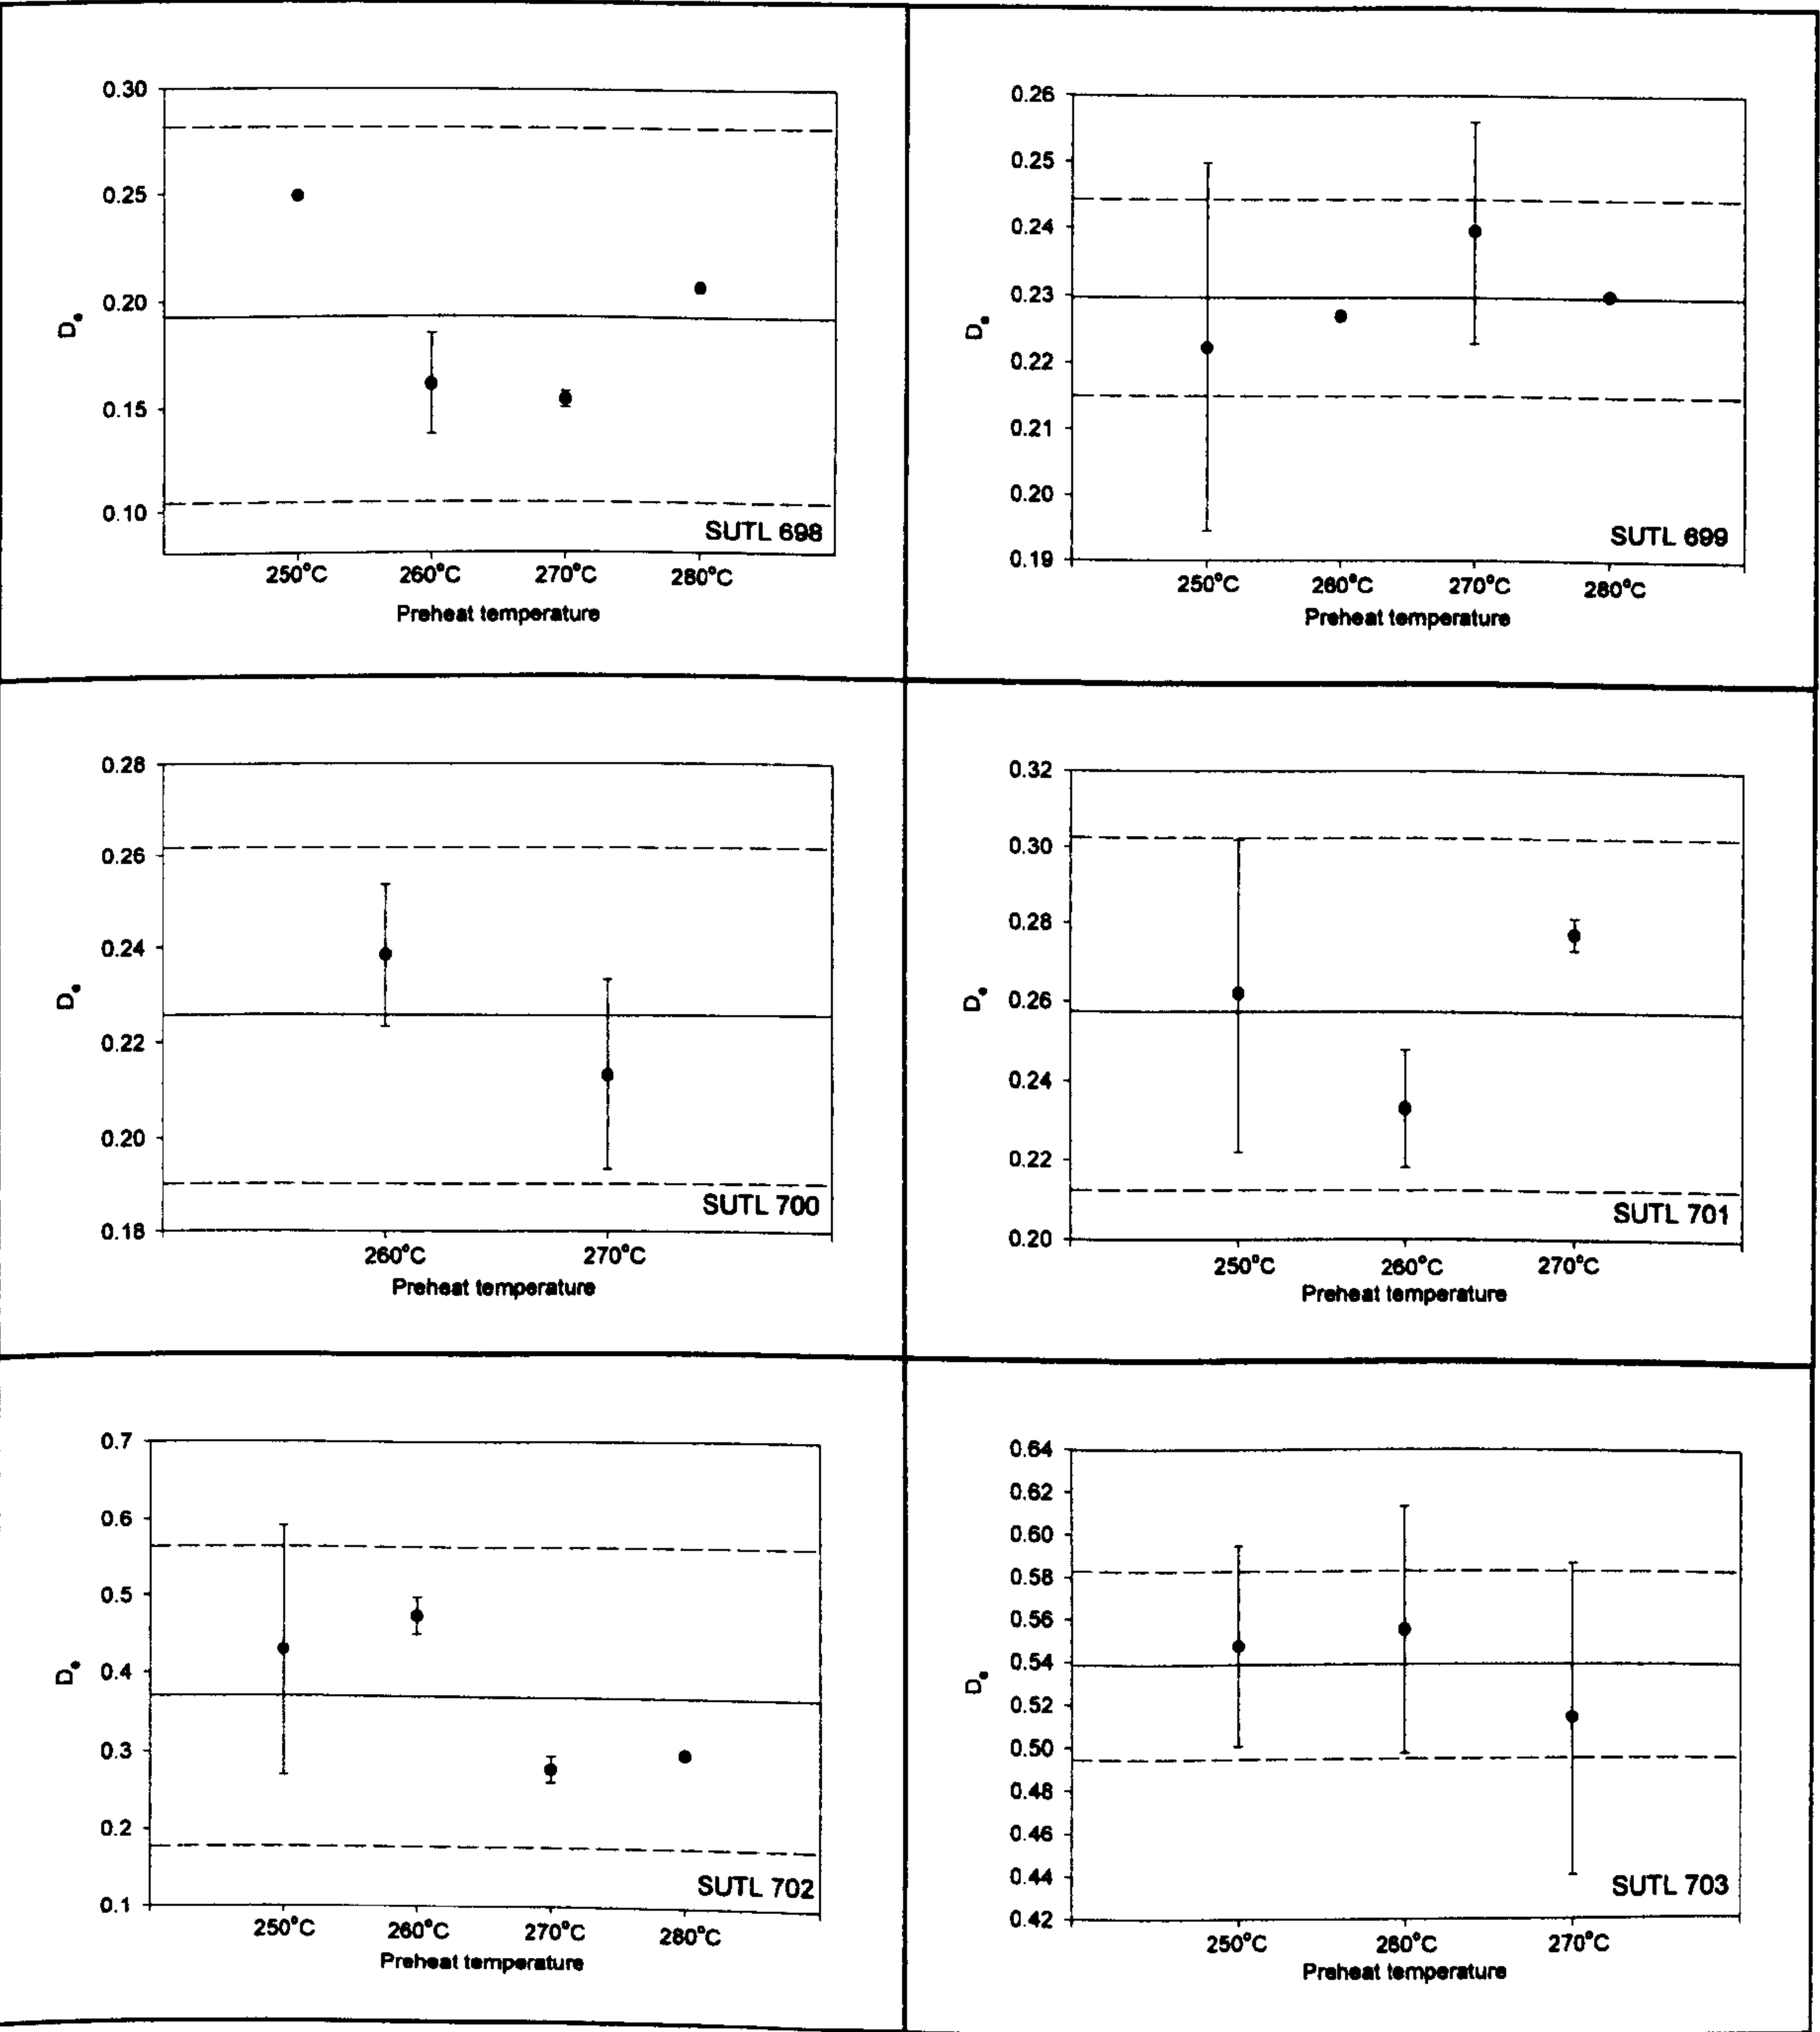 0.30
0.25
0.20
0.15
0.10
Dₑ
SUTL 698
250°C 260°C 270°C 280°C
Preheat temperature
0.26
0.25
0.24
0.23
0.22
0.21
0.20
0.19
Dₑ
SUTL 699
250°C 260°C 270°C 280°C
Preheat temperature
0.28
0.26
0.24
0.22
0.20
0.18
Dₑ
SUTL 700
260°C 270°C
Preheat temperature
0.32
0.30
0.28
0.26
0.24
0.22
0.20
Dₑ
SUTL 701
250°C 260°C 270°C
Preheat temperature
0.7
0.6
0.5
0.4
0.3
0.2
0.1
Dₑ
SUTL 702
250°C 260°C 270°C 280°C
Preheat temperature
0.64
0.62
0.60
0.58
0.56
0.54
0.52
0.50
0.48
0.46
0.44
0.42
Dₑ
SUTL 703
250°C 260°C 270°C
Preheat temperature